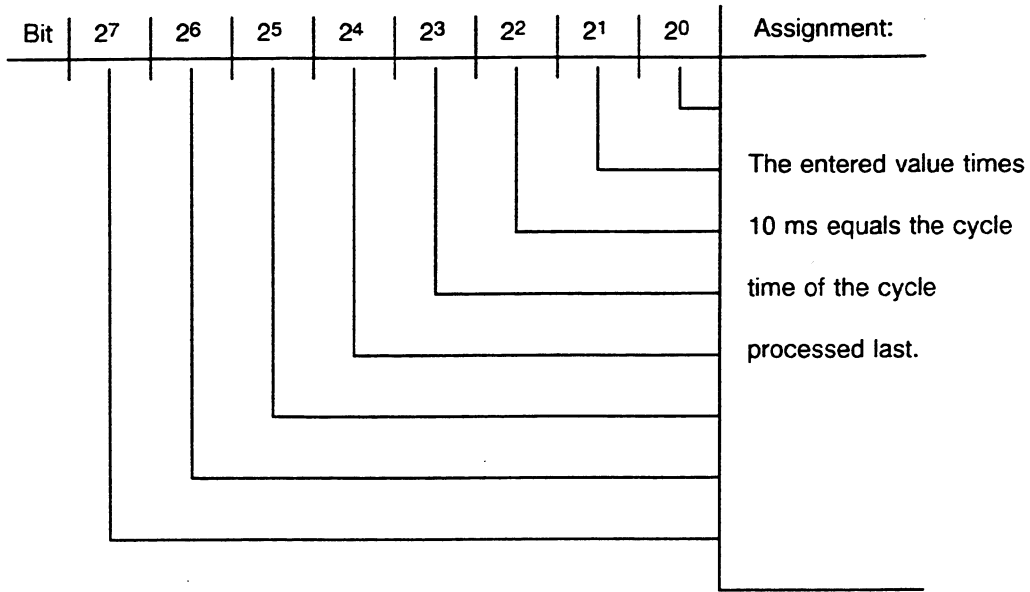 Bit 2⁷ 2⁶ 2⁵ 2⁴ 2³ 2² 2¹ 2⁰ Assignment:
The entered value times
10 ms equals the cycle
time of the cycle
processed last.